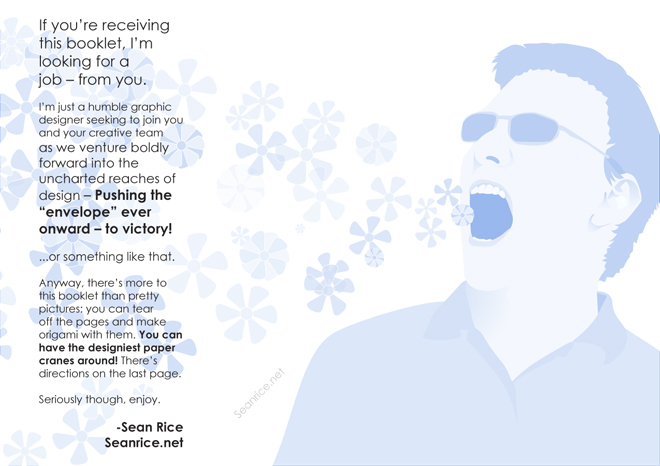 If you're receiving
this booklet, I'm
looking for a
job – from you.
I'm just a humble graphic
designer seeking to join you
and your creative team
as we venture boldly
forward into the
uncharted reaches of
design – Pushing the
"envelope" ever
onward – to victory!
...or something like that.
Anyway, there's more to
this booklet than pretty
pictures; you can tear
off the pages and make
origami with them. You can
have the designiest paper
cranes around! There's
directions on the last page.
Seriously though, enjoy.
-Sean Rice
Seanrice.net
Seanrice.net